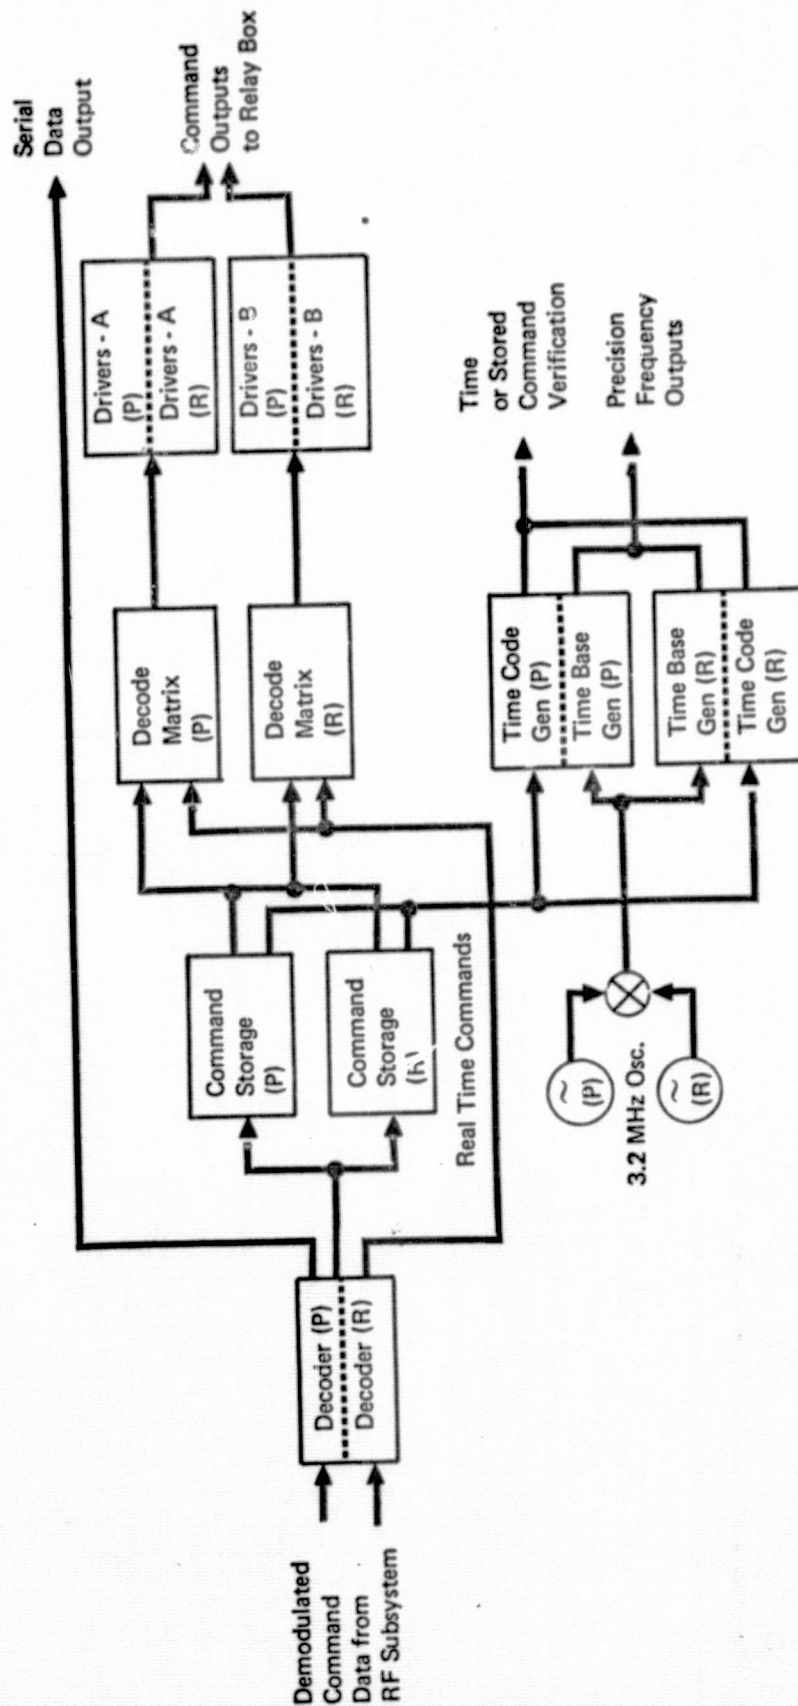 Demodulated
Command
Data from
RF Subsystem
Decoder (P)
Decoder (R)
Serial
Data
Output
Command
Storage
(P)
Command
Storage
Real Time Commands
Decode
Matrix
(P)
Decode
Matrix
(R)
Drivers - A
(P)
Drivers - A
(R)
Drivers - B
(P)
Drivers - B
(R)
Command
Outputs
to Relay Box
~
(P)
3.2 MHz Osc.
~
(R)
Time Code
Gen (P)
Time Base
Gen (P)
Time Base
Gen (R)
Time Code
Gen (R)
Time
or Stored
Command
Verification
Precision
Frequency
Outputs